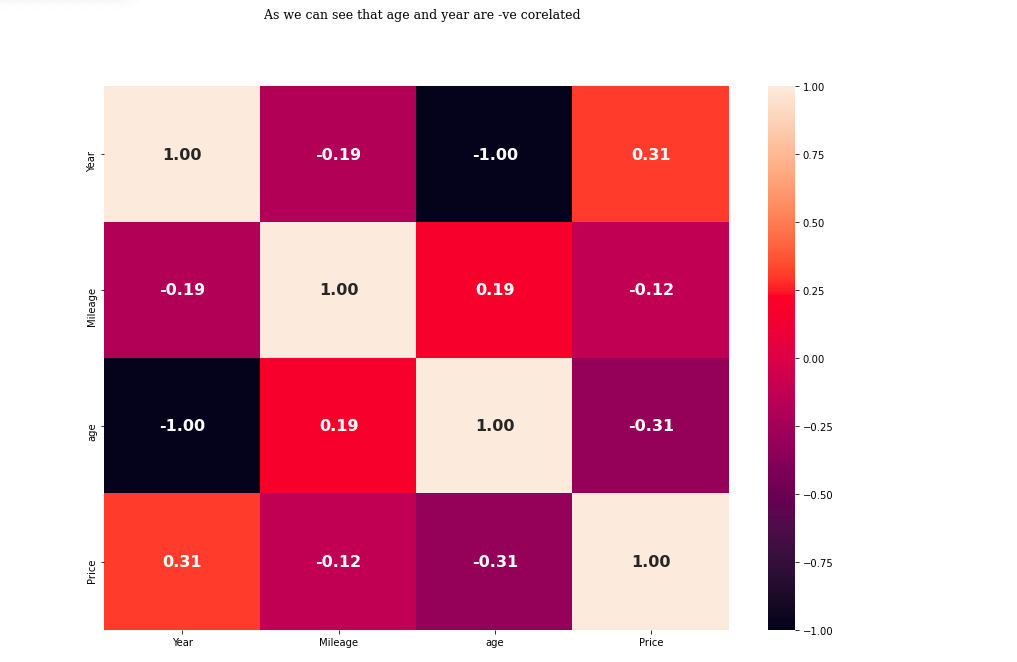 As we can see that age and year are -ve corelated
Year 1.00 -0.19 -1.00 0.31
Mileage -0.19 1.00 0.19 -0.12
age -1.00 0.19 1.00 -0.31
Price 0.31 -0.12 -0.31 1.00
Year Mileage age Price
1.00
0.75
0.50
0.25
0.00
−0.25
−0.50
−0.75
−1.00